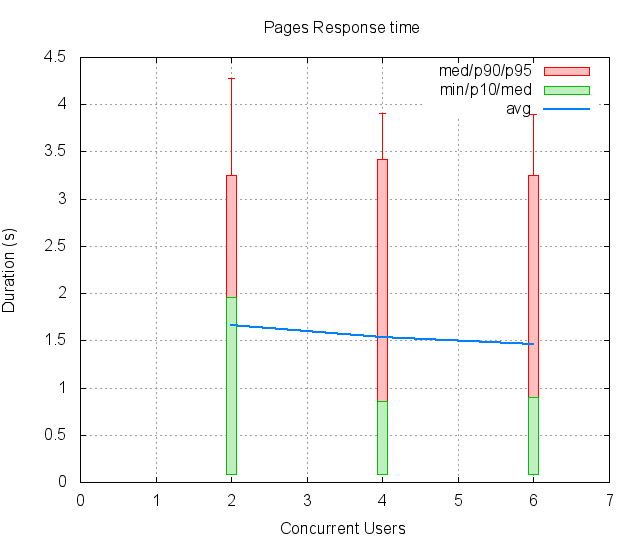 Pages Response time
4.5
4
3.5
3
2.5
2
1.5
1
0.5
0
Duration (s)
med/p90/p95
min/p10/med
avg
0 1 2 3 4 5 6 7
Concurrent Users